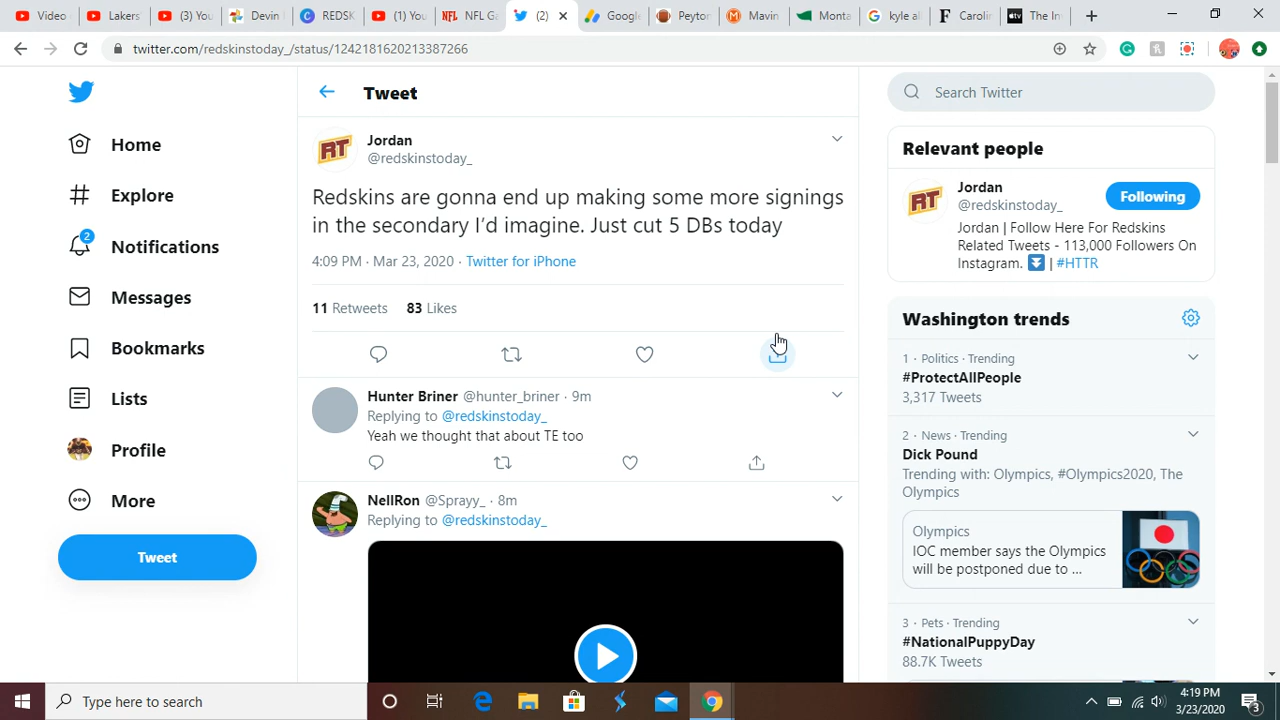 Video
Lakers
(3) You
Devin
REDSK
(1) You
NFL Ga
(2)
Google
Peyton
Mavin
Monta
kyle all
Carolin
The In
twitter.com/redskinstoday_/status/1242181620213387266
Tweet
Search Twitter
Home
Explore
2
Notifications
Messages
Bookmarks
Lists
Profile
More
Tweet
RT
Jordan
@redskinstoday_
Redskins are gonna end up making some more signings
in the secondary I'd imagine. Just cut 5 DBs today
4:09 PM · Mar 23, 2020 · Twitter for iPhone
11 Retweets 83 Likes
Hunter Briner @hunter_briner · 9m
Replying to @redskinstoday_
Yeah we thought that about TE too
NellRon @Sprayy_ · 8m
Replying to @redskinstoday_
Relevant people
RT
Jordan
@redskinstoday_
Following
Jordan | Follow Here For Redskins
Related Tweets - 113,000 Followers On
Instagram. ⏬ | #HTTR
Washington trends
1 · Politics · Trending
#ProtectAllPeople
3,317 Tweets
2 · News · Trending
Dick Pound
Trending with: Olympics, #Olympics2020, The
Olympics
Olympics
IOC member says the Olympics
will be postponed due to ...
3 · Pets · Trending
#NationalPuppyDay
88.7K Tweets
Type here to search
4:19 PM
3/23/2020
3